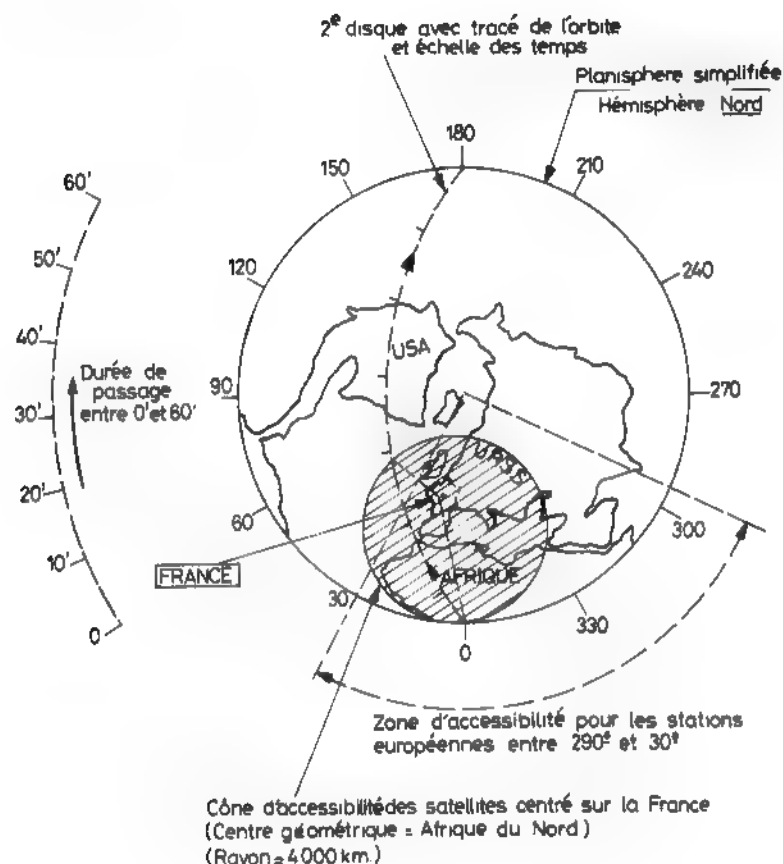 2e disque avec tracé de l'orbite
et échelle des temps
Planisphere simplifiée
Hémisphère Nord
180
150
210
60'
50'
120
240
40'
USA
Durée de
passage
entre 0' et 60'
90
270
30'
URSS
20'
60
300
10'
FRANCE
AFRIQUE
30
330
0
0
Zone d'accessibilité pour les stations
européennes entre 290° et 30°
Cône d'accessibilité des satellites centré sur la France
(Centre géométrique = Afrique du Nord)
(Rayon = 4000 km.)